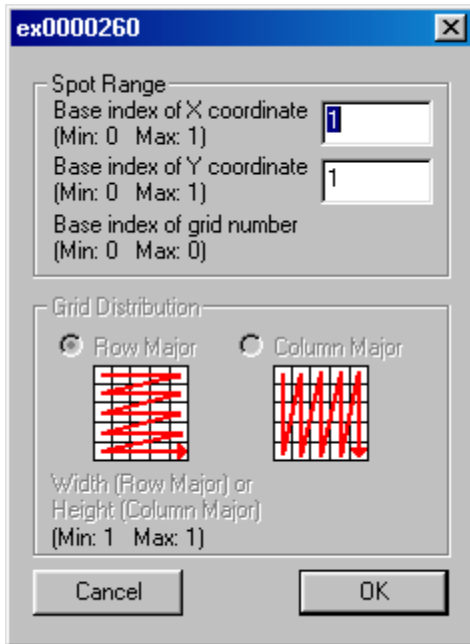 ex0000260
Spot Range
Base index of X coordinate
(Min: 0 Max: 1)
1
Base index of Y coordinate
(Min: 0 Max: 1)
1
Base index of grid number
(Min: 0 Max: 0)
Grid Distribution
Row Major
Column Major
Width (Row Major) or
Height (Column Major)
(Min: 1 Max: 1)
Cancel
OK